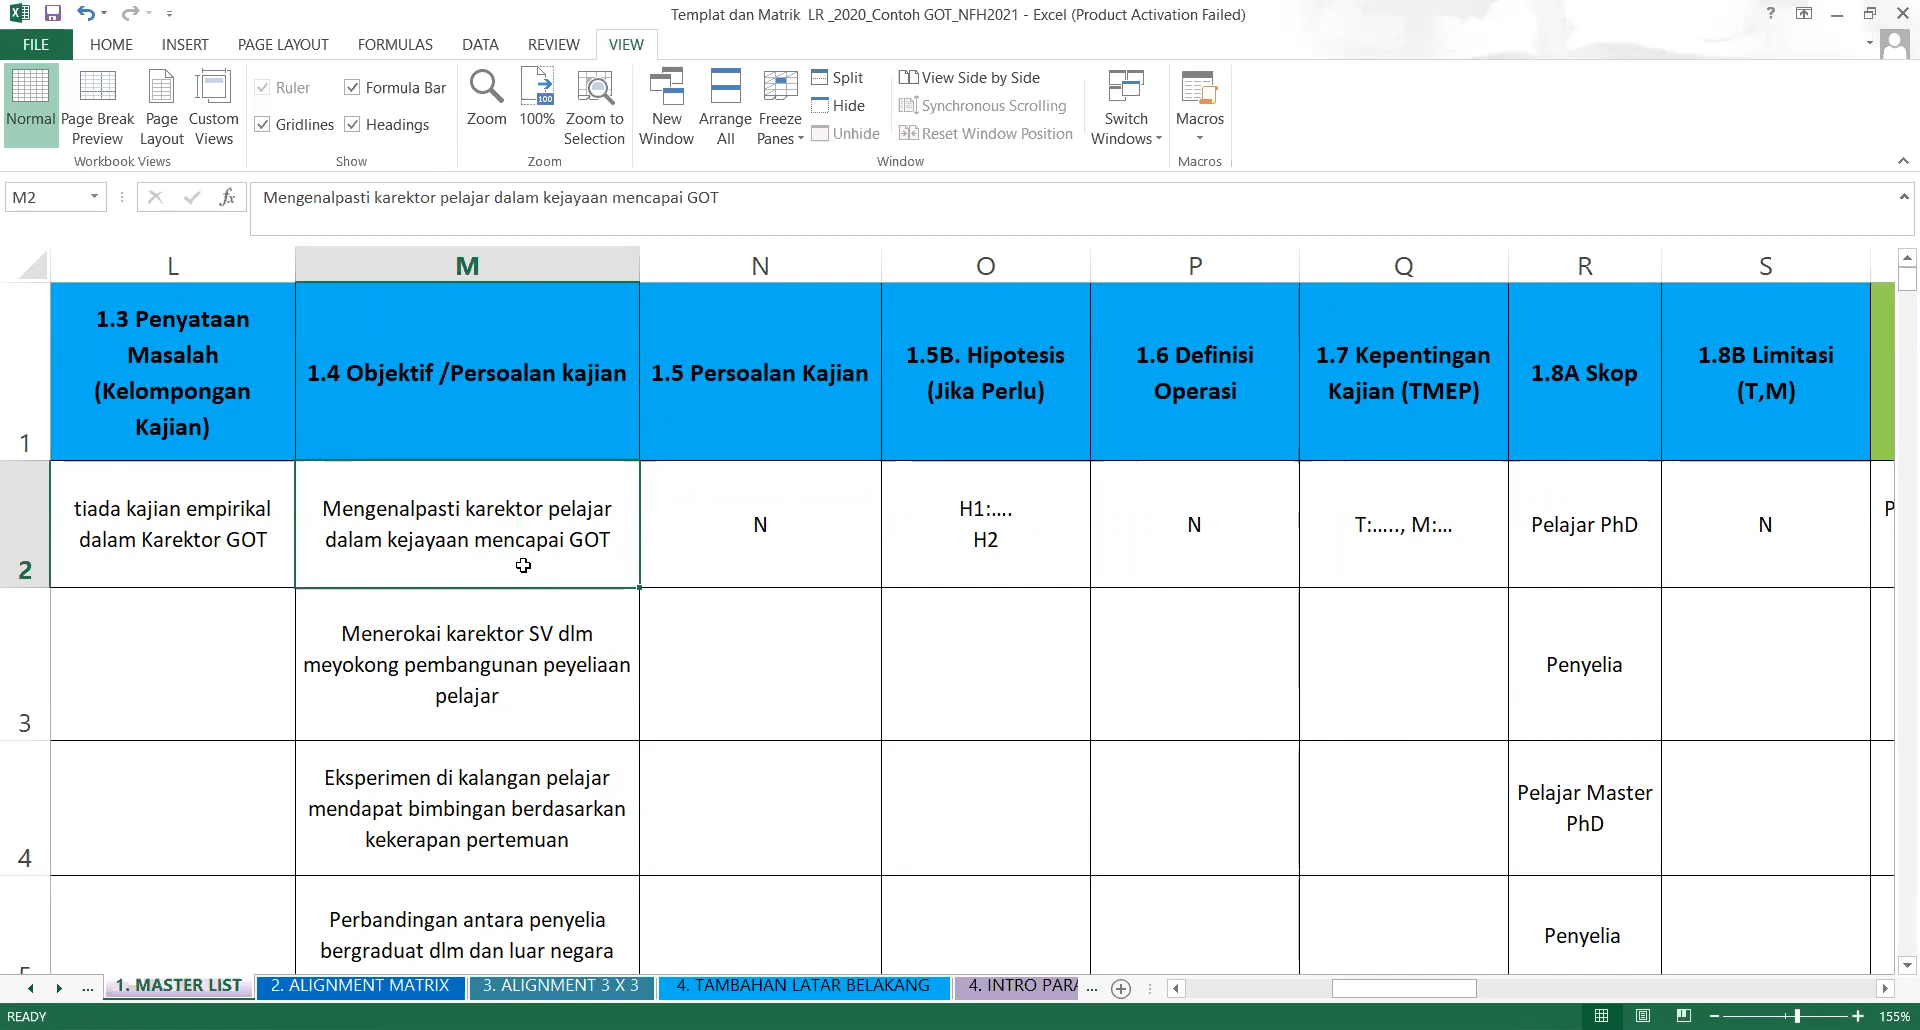 Templat dan Matrik LR _2020_Contoh GOT_NFH2021 - Excel (Product Activation Failed)
?
FILE
HOME
INSERT
PAGE LAYOUT
FORMULAS
DATA
REVIEW
VIEW
Normal
Page Break
Preview
Page
Layout
Custom
Views
Workbook Views
Ruler
Formula Bar
Gridlines
Headings
Show
Zoom
100
100%
Zoom to
Selection
Zoom
New
Window
Arrange
All
Freeze
Panes
Split
Hide
Unhide
View Side by Side
Synchronous Scrolling
Reset Window Position
Switch
Windows
Window
Macros
Macros
M2
fx
Mengenalpasti karektor pelajar dalam kejayaan mencapai GOT
L
M
N
O
P
Q
R
S
1
1.3 Penyataan
Masalah
(Kelompongan
Kajian)
1.4 Objektif /Persoalan kajian
1.5 Persoalan Kajian
1.5B. Hipotesis
(Jika Perlu)
1.6 Definisi
Operasi
1.7 Kepentingan
Kajian (TMEP)
1.8A Skop
1.8B Limitasi
(T,M)
2
tiada kajian empirikal
dalam Karektor GOT
Mengenalpasti karektor pelajar
dalam kejayaan mencapai GOT
N
H1:....
H2
N
T:....., M:...
Pelajar PhD
N
P
3
Menerokai karektor SV dlm
meyokong pembangunan peyeliaan
pelajar
Penyelia
4
Eksperimen di kalangan pelajar
mendapat bimbingan berdasarkan
kekerapan pertemuan
Pelajar Master
PhD
5
Perbandingan antara penyelia
bergraduat dlm dan luar negara
Penyelia
...
1. MASTER LIST
2. ALIGNMENT MATRIX
3. ALIGNMENT 3 X 3
4. TAMBAHAN LATAR BELAKANG
4. INTRO PARA
...
READY
155%